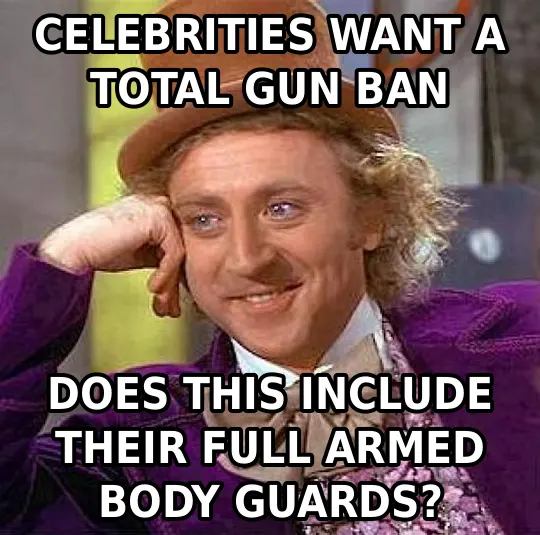 CELEBRITIES WANT A
TOTAL GUN BAN
DOES THIS INCLUDE
THEIR FULL ARMED
BODY GUARDS?